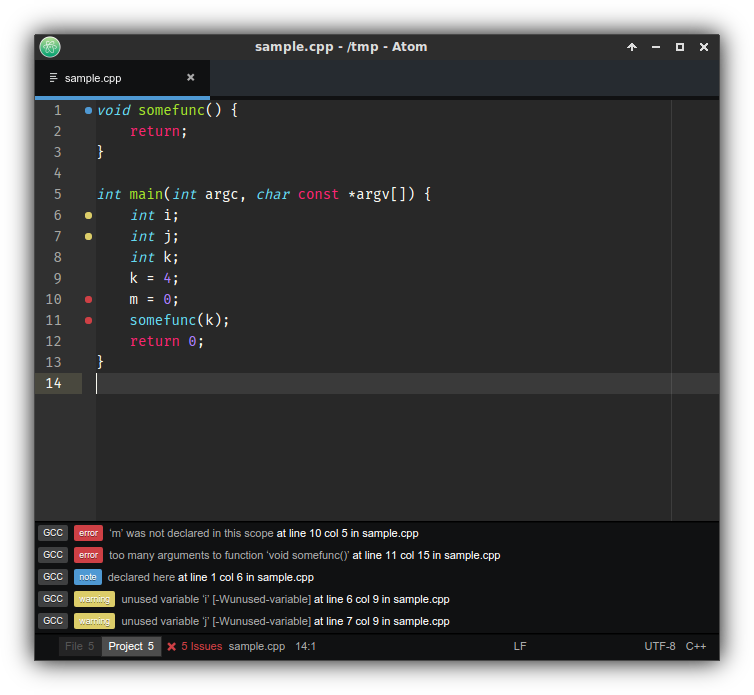 sample.cpp - /tmp - Atom
sample.cpp
1 void somefunc() {
2     return;
3 }
4
5 int main(int argc, char const *argv[]) {
6     int i;
7     int j;
8     int k;
9     k = 4;
10     m = 0;
11     somefunc(k);
12     return 0;
13 }
14
GCC error 'm' was not declared in this scope at line 10 col 5 in sample.cpp
GCC error too many arguments to function 'void somefunc()' at line 11 col 15 in sample.cpp
GCC note declared here at line 1 col 6 in sample.cpp
GCC warning unused variable 'i' [-Wunused-variable] at line 6 col 9 in sample.cpp
GCC warning unused variable 'j' [-Wunused-variable] at line 7 col 9 in sample.cpp
File 5 Project 5 5 Issues sample.cpp 14:1 LF UTF-8 C++